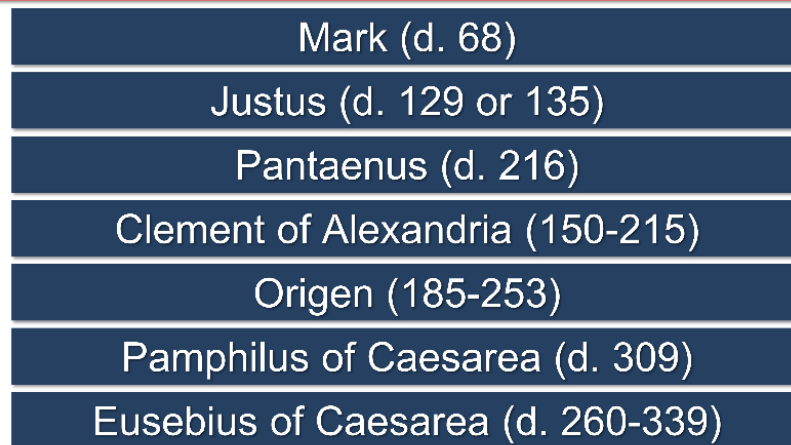 Mark (d. 68)
Justus (d. 129 or 135)
Pantaenus (d. 216)
Clement of Alexandria (150-215)
Origen (185-253)
Pamphilus of Caesarea (d. 309)
Eusebius of Caesarea (d. 260-339)